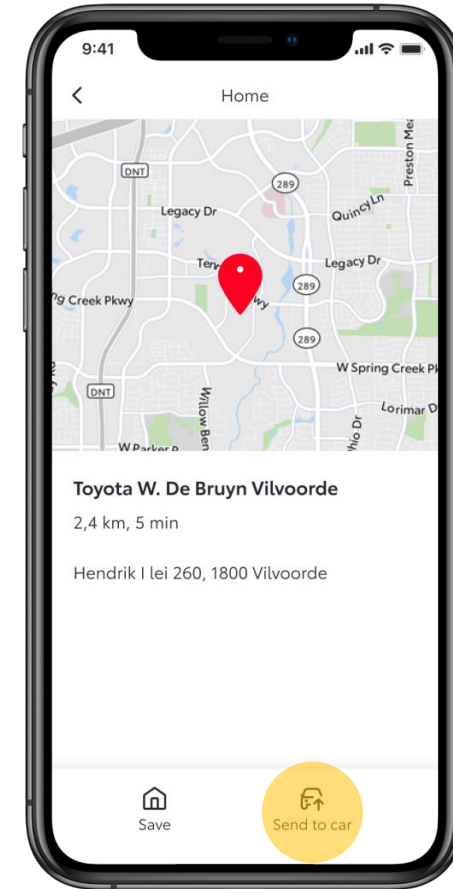 9:41
Home
Preston Mea
DNT
289
Quincy Ln
Legacy Dr
Legacy Dr
289
ng Creek Pkwy
289
W Spring Creek Pk
DNT
Willow Ben
Lorimar D
W Parker R
Toyota W. De Bruyn Vilvoorde
2,4 km, 5 min
Hendrik I lei 260, 1800 Vilvoorde
Save
Send to car